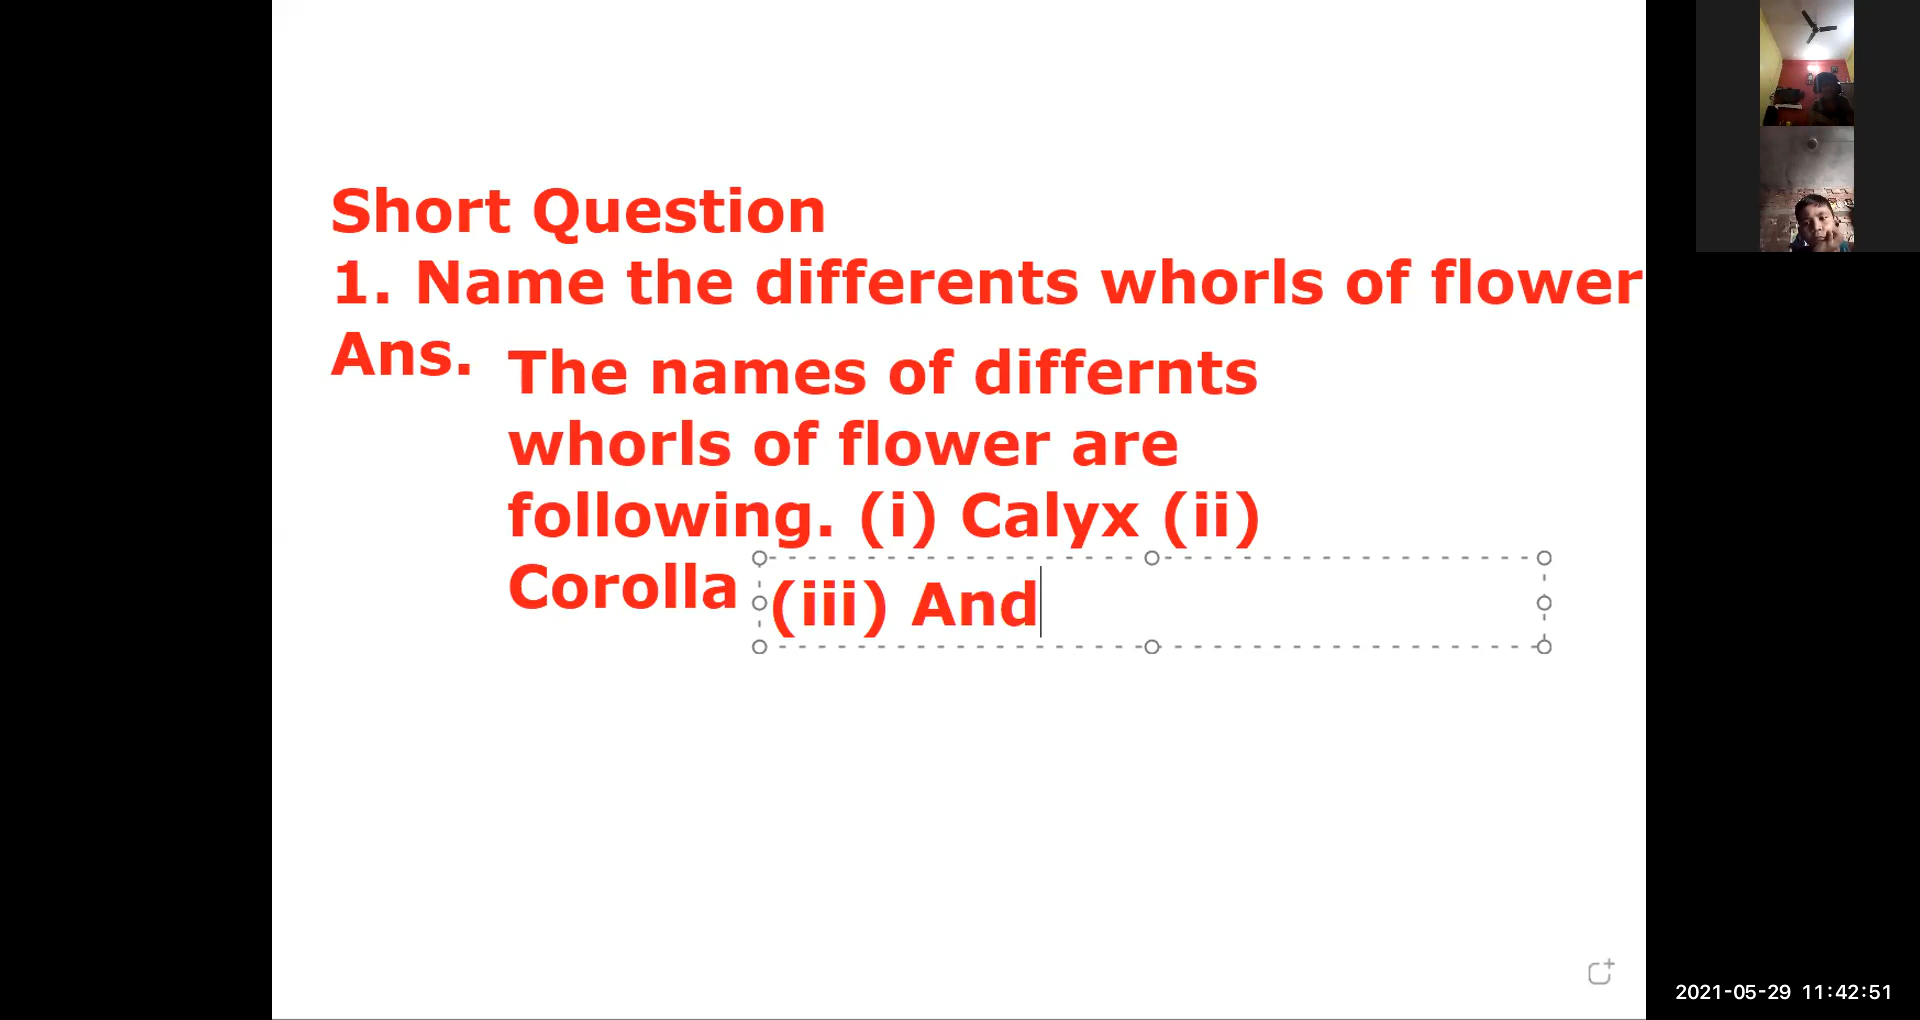 Short Question
1. Name the differents whorls of flower
Ans.
The names of differnts
whorls of flower are
following. (i) Calyx (ii)
Corolla
(iii) And
2021-05-29 11:42:51